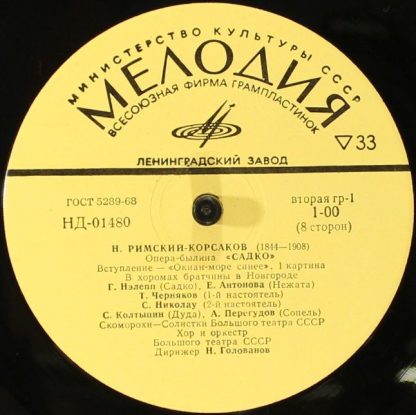 МИНИСТЕРСТВО КУЛЬТУРЫ СССР
МЕЛОДИЯ
ВСЕСОЮЗНАЯ ФИРМА ГРАМПЛАСТИНОК
▽33
ЛЕНИНГРАДСКИЙ ЗАВОД
ГОСТ 5289-68
НД-01480
вторая гр-1
1-00
(8 сторон)
Н. РИМСКИЙ-КОРСАКОВ (1844—1908)
Опера-былина «САДКО»
Вступление — «Окиан-море синее», 1 картина
В хоромах братчины в Новгороде
Г. Нэлепп (Садко), Е. Антонова (Нежата)
Т. Черняков (1-й настоятель)
С. Николау (2-й настоятель)
С. Колтыпин (Дуда), А. Перегудов (Сопель)
Скоморохи—Солистки Большого театра СССР
Хор и оркестр
Большого театра СССР
Дирижер Н. Голованов